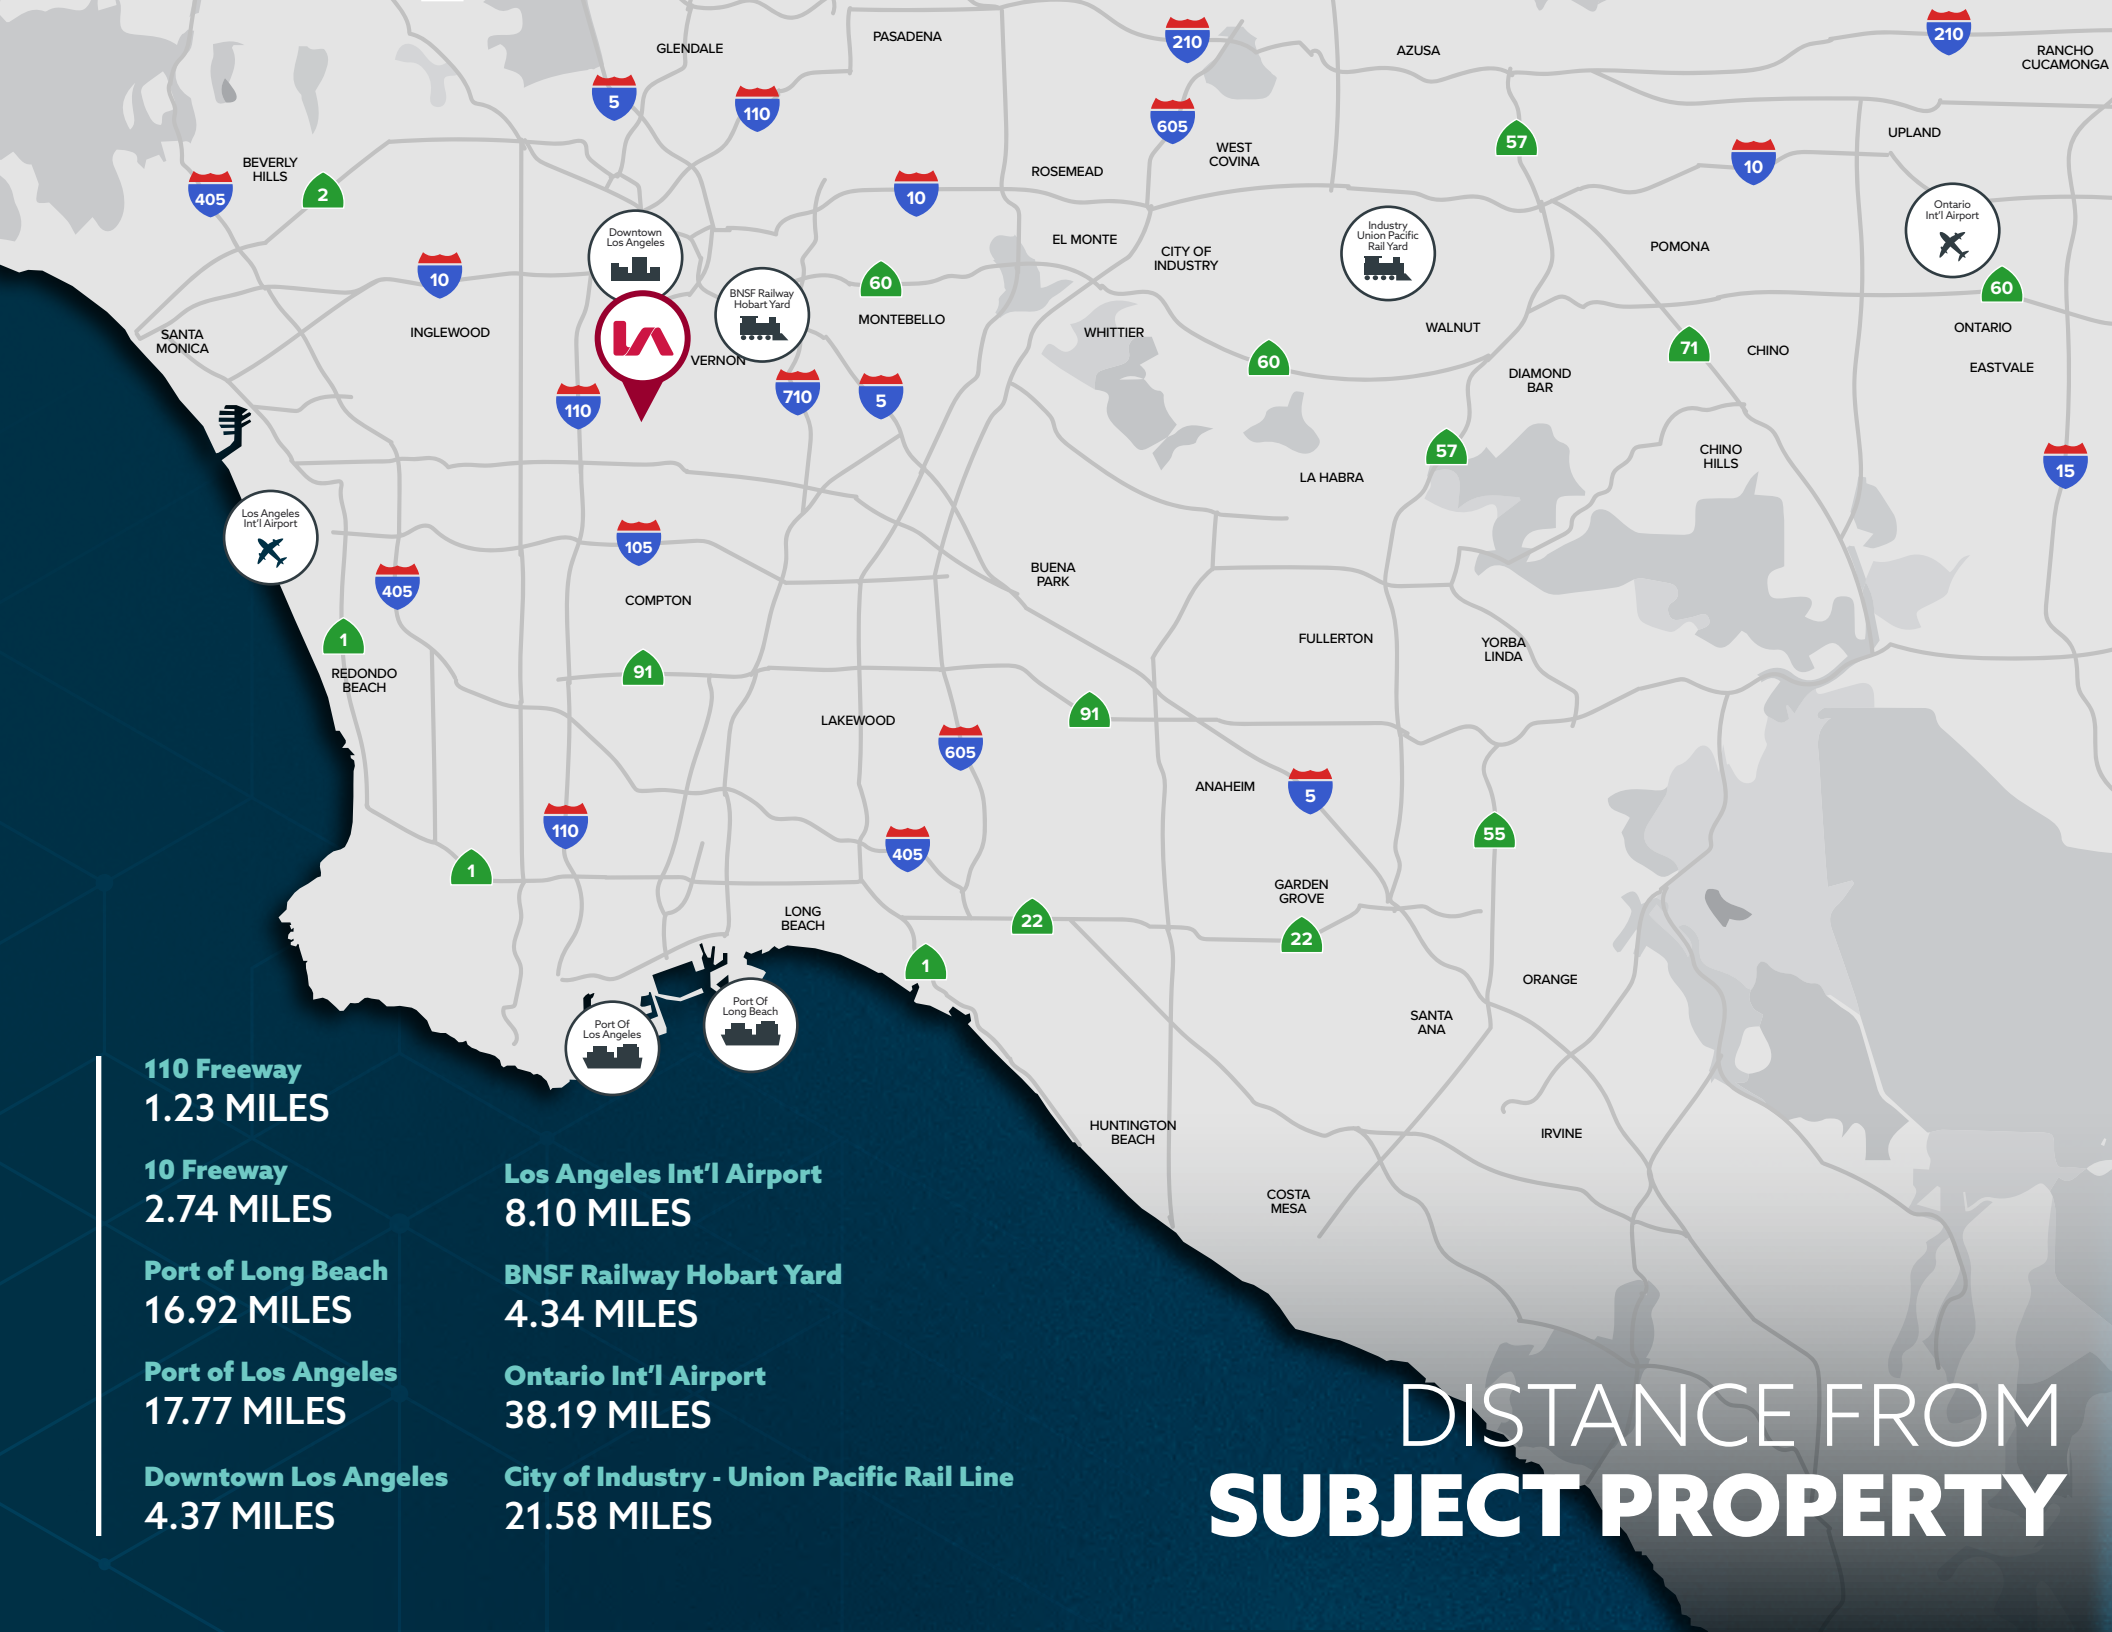 GLENDALE
PASADENA
210
AZUSA
210
RANCHO
CUCAMONGA
5
110
605
57
UPLAND
WEST
COVINA
10
BEVERLY
HILLS
405
2
10
ROSEMEAD
Downtown
Los Angeles
EL MONTE
CITY OF
INDUSTRY
Industry
Union Pacific
Rail Yard
POMONA
Ontario
Int'l Airport
10
60
60
BNSF Railway
Hobart Yard
MONTEBELLO
SANTA
MONICA
INGLEWOOD
LA
VERNON
WHITTIER
WALNUT
71
CHINO
ONTARIO
60
DIAMOND
BAR
EASTVALE
110
710
5
57
CHINO
HILLS
15
LA HABRA
Los Angeles
Int'l Airport
105
405
COMPTON
BUENA
PARK
1
FULLERTON
YORBA
LINDA
REDONDO
BEACH
91
LAKEWOOD
91
605
ANAHEIM
5
110
405
55
1
GARDEN
GROVE
LONG
BEACH
22
22
1
ORANGE
Port Of
Long Beach
Port Of
Los Angeles
SANTA
ANA
HUNTINGTON
BEACH
IRVINE
COSTA
MESA
110 Freeway
1.23 MILES
10 Freeway
2.74 MILES
Port of Long Beach
16.92 MILES
Port of Los Angeles
17.77 MILES
Downtown Los Angeles
4.37 MILES
Los Angeles Int'l Airport
8.10 MILES
BNSF Railway Hobart Yard
4.34 MILES
Ontario Int'l Airport
38.19 MILES
City of Industry - Union Pacific Rail Line
21.58 MILES
DISTANCE FROM
SUBJECT PROPERTY